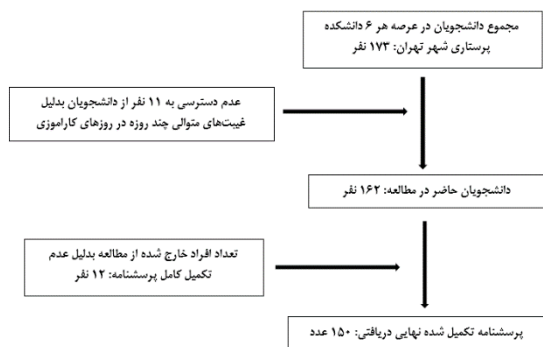 مجموع دانشجویان در عرصه هر ۶ دانشکده
پرستاری شهر تهران: ۱۷۳ نفر
عدم دسترسی به ۱۱ نفر از دانشجویان بدلیل
غیبت‌های متوالی چند روزه در روزهای کاراموزی
دانشجویان حاضر در مطالعه: ۱۶۲ نفر
تعداد افراد خارج شده از مطالعه بدلیل عدم
تکمیل کامل پرسشنامه: ۱۲ نفر
پرسشنامه تکمیل شده نهایی دریافتی: ۱۵۰ عدد